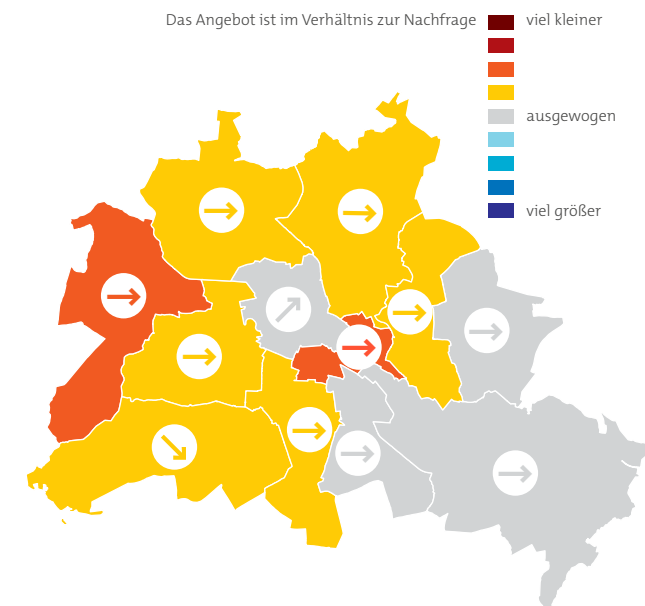 Das Angebot ist im Verhältnis zur Nachfrage viel kleiner
ausgewogen
viel größer